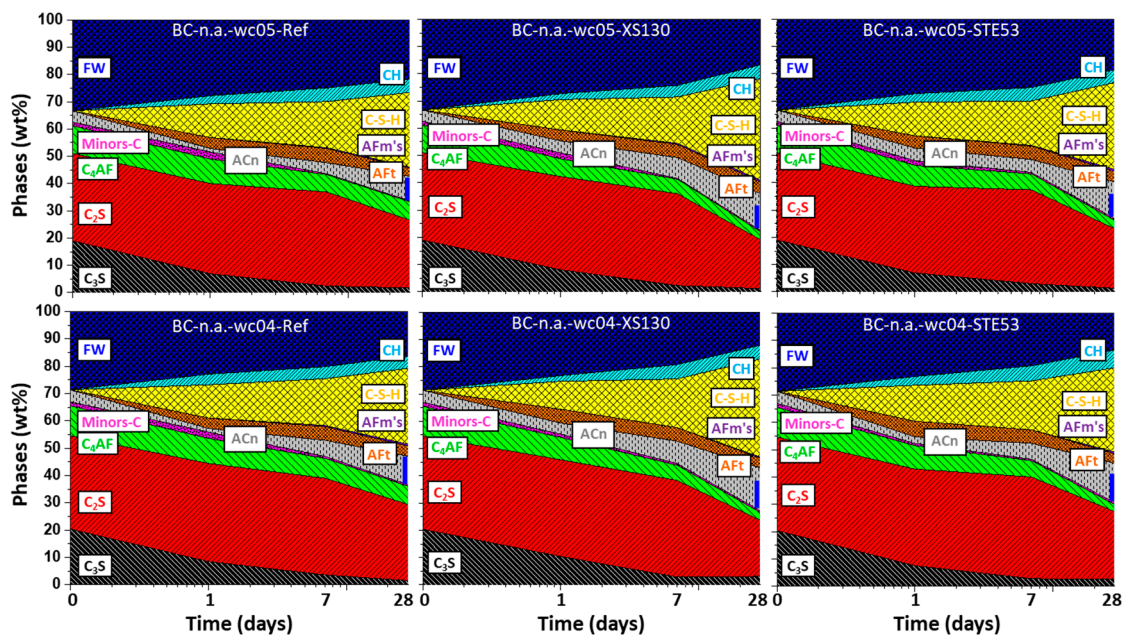 BC-n.a.-wc05-Ref
BC-n.a.-wc05-XS130
BC-n.a.-wc05-STE53
Phases (wt%)
100
90
80
70
60
50
40
30
20
10
0
FW
CH
C-S-H
Minors-C
AFm's
ACn
C₄AF
AFt
C₂S
C₃S
FW
CH
C-S-H
Minors-C
AFm's
ACn
C₄AF
AFt
C₂S
C₃S
FW
CH
C-S-H
Minors-C
AFm's
ACn
C₄AF
AFt
C₂S
C₃S
BC-n.a.-wc04-Ref
BC-n.a.-wc04-XS130
BC-n.a.-wc04-STE53
Phases (wt%)
100
90
80
70
60
50
40
30
20
10
0
FW
CH
C-S-H
Minors-C
AFm's
ACn
C₄AF
AFt
C₂S
C₃S
FW
CH
C-S-H
Minors-C
AFm's
ACn
C₄AF
AFt
C₂S
C₃S
FW
CH
C-S-H
Minors-C
AFm's
ACn
C₄AF
AFt
C₂S
C₃S
0 1 7 28
0 1 7 28
0 1 7 28
Time (days)
Time (days)
Time (days)